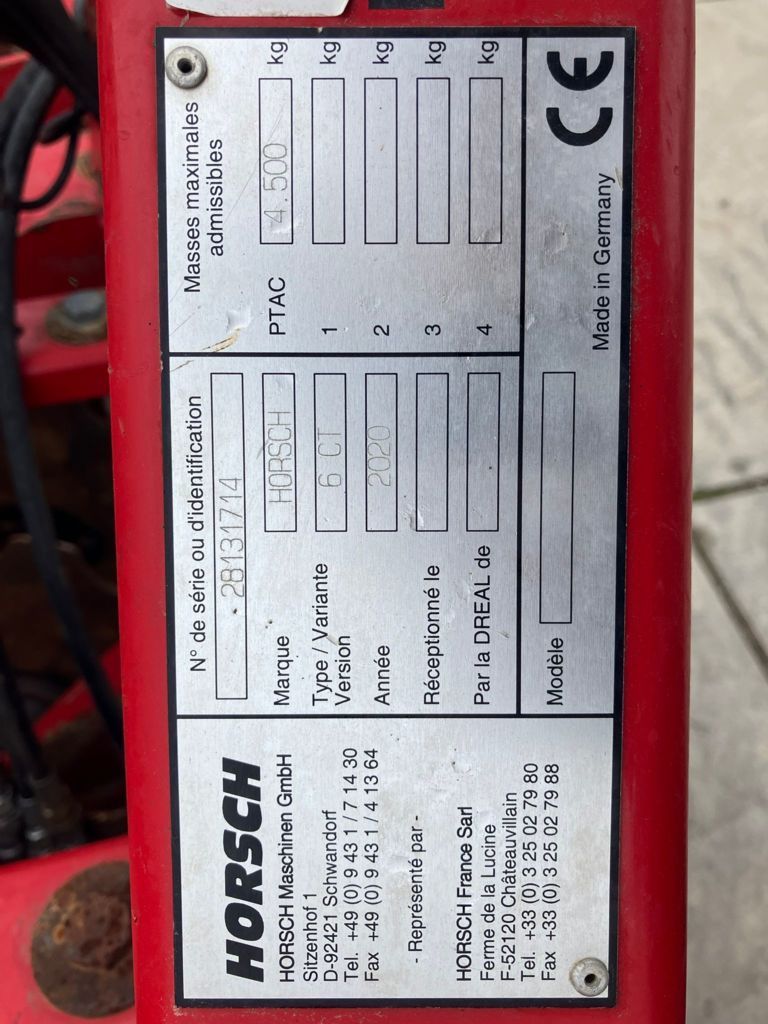 HORSCH
HORSCH Maschinen GmbH
Sitzenhof 1
D-92421 Schwandorf
Tel. +49 (0) 9 43 1 / 7 14 30
Fax +49 (0) 9 43 1 / 4 13 64
- Représenté par -
HORSCH France Sarl
Ferme de la Lucine
F-52120 Châteauvillain
Tel. +33 (0) 3 25 02 79 80
Fax +33 (0) 3 25 02 79 88
N° de série ou d'identification
28131714
Marque HORSCH
Type / Variante
Version 6 CT
Année 2020
Réceptionné le
Par la DREAL de
Modèle
Masses maximales
admissibles
PTAC 4.500 kg
1 kg
2 kg
3 kg
4 kg
CE
Made in Germany